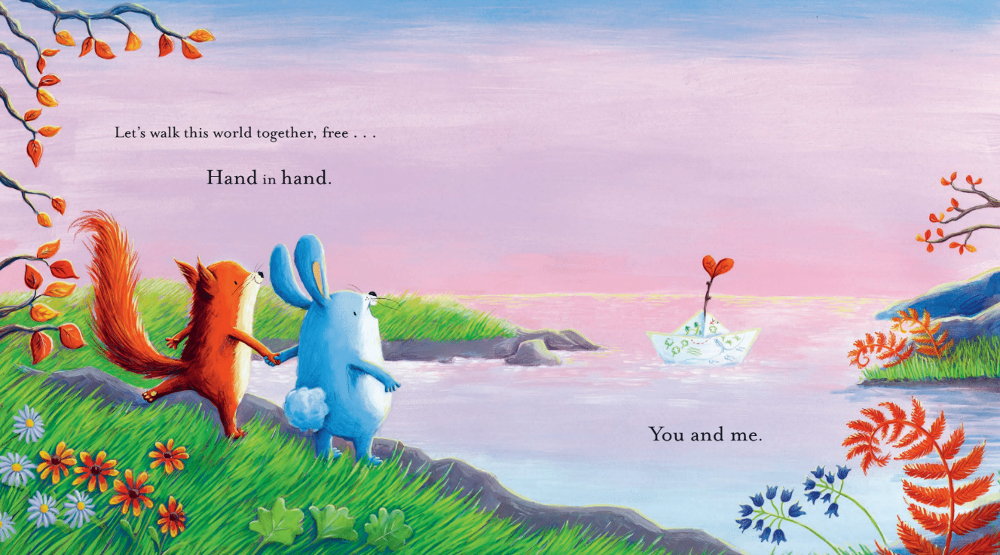 Let's walk this world together, free . . .
Hand in hand.
You and me.